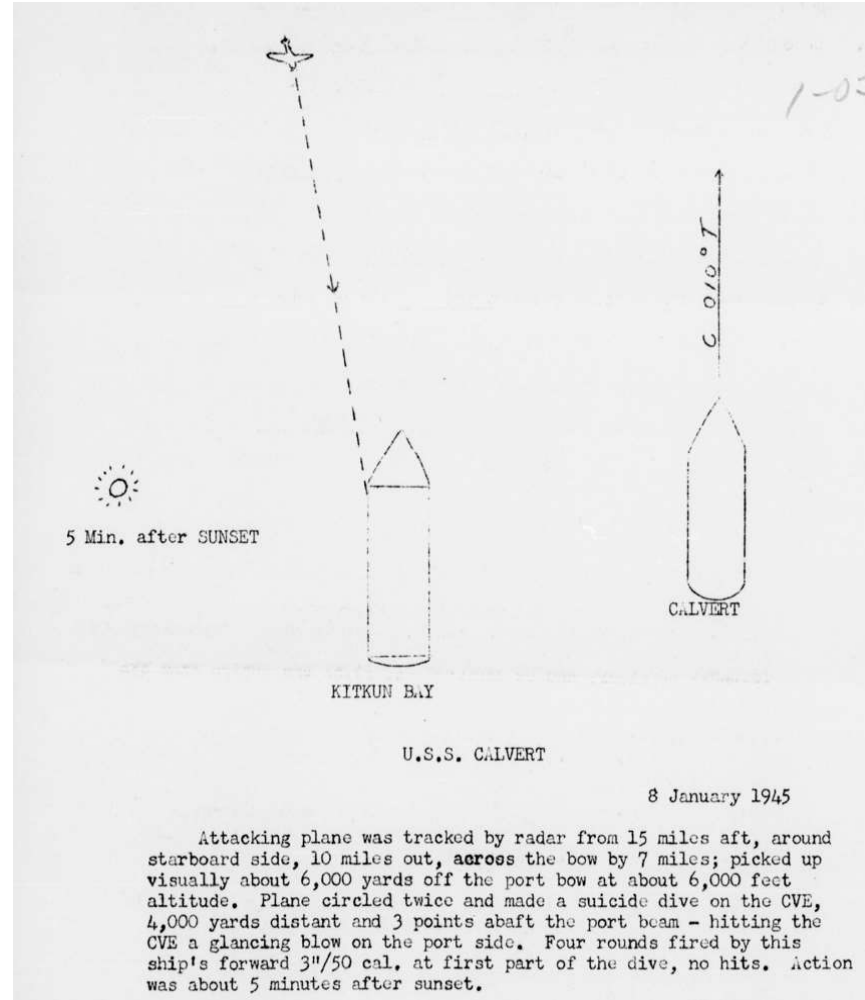 1-03
C 010° T
5 Min. after SUNSET
CALVERT
KITKUN BAY
U.S.S. CALVERT
8 January 1945
Attacking plane was tracked by radar from 15 miles aft, around
starboard side, 10 miles out, across the bow by 7 miles; picked up
visually about 6,000 yards off the port bow at about 6,000 feet
altitude. Plane circled twice and made a suicide dive on the CVE,
4,000 yards distant and 3 points abaft the port beam - hitting the
CVE a glancing blow on the port side. Four rounds fired by this
ship's forward 3"/50 cal. at first part of the dive, no hits. Action
was about 5 minutes after sunset.